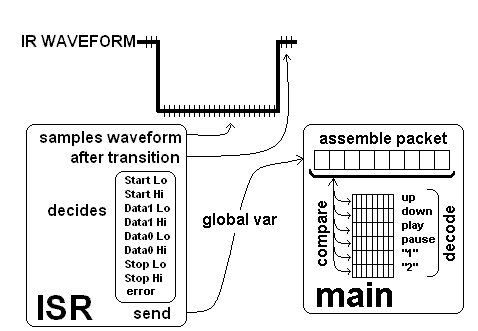 IR WAVEFORM
samples waveform
after transition
decides
Start Lo
Start Hi
Data1 Lo
Data1 Hi
Data0 Lo
Data0 Hi
Stop Lo
Stop Hi
error
ISR
send
global var
assemble packet
compare
up
down
play
pause
"1"
"2"
decode
main